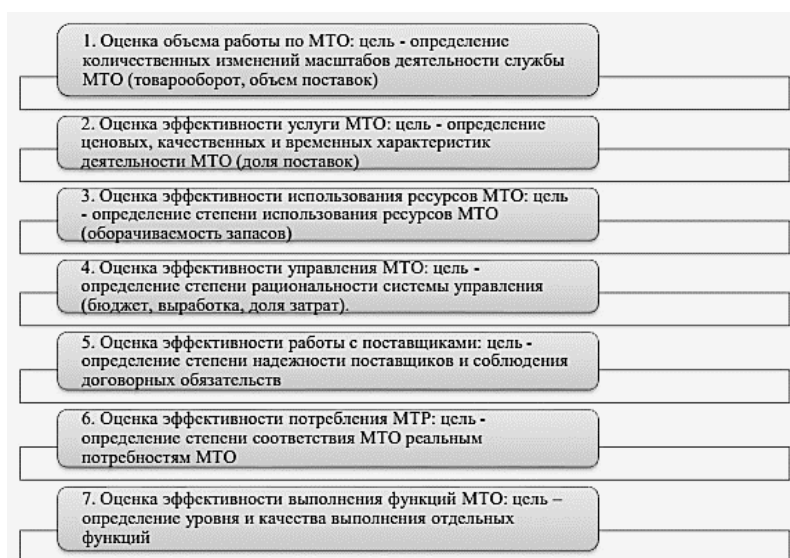 1. Оценка объема работы по МТО: цель - определение
количественных изменений масштабов деятельности службы
МТО (товарооборот, объем поставок)
2. Оценка эффективности услуги МТО: цель - определение
ценовых, качественных и временных характеристик
деятельности МТО (доля поставок)
3. Оценка эффективности использования ресурсов МТО: цель
- определение степени использования ресурсов МТО
(оборачиваемость запасов)
4. Оценка эффективности управления МТО: цель -
определение степени рациональности системы управления
(бюджет, выработка, доля затрат).
5. Оценка эффективности работы с поставщиками: цель -
определение степени надежности поставщиков и соблюдения
договорных обязательств
6. Оценка эффективности потребления МТР: цель -
определение степени соответствия МТО реальным
потребностям МТО
7. Оценка эффективности выполнения функций МТО: цель –
определение уровня и качества выполнения отдельных
функций